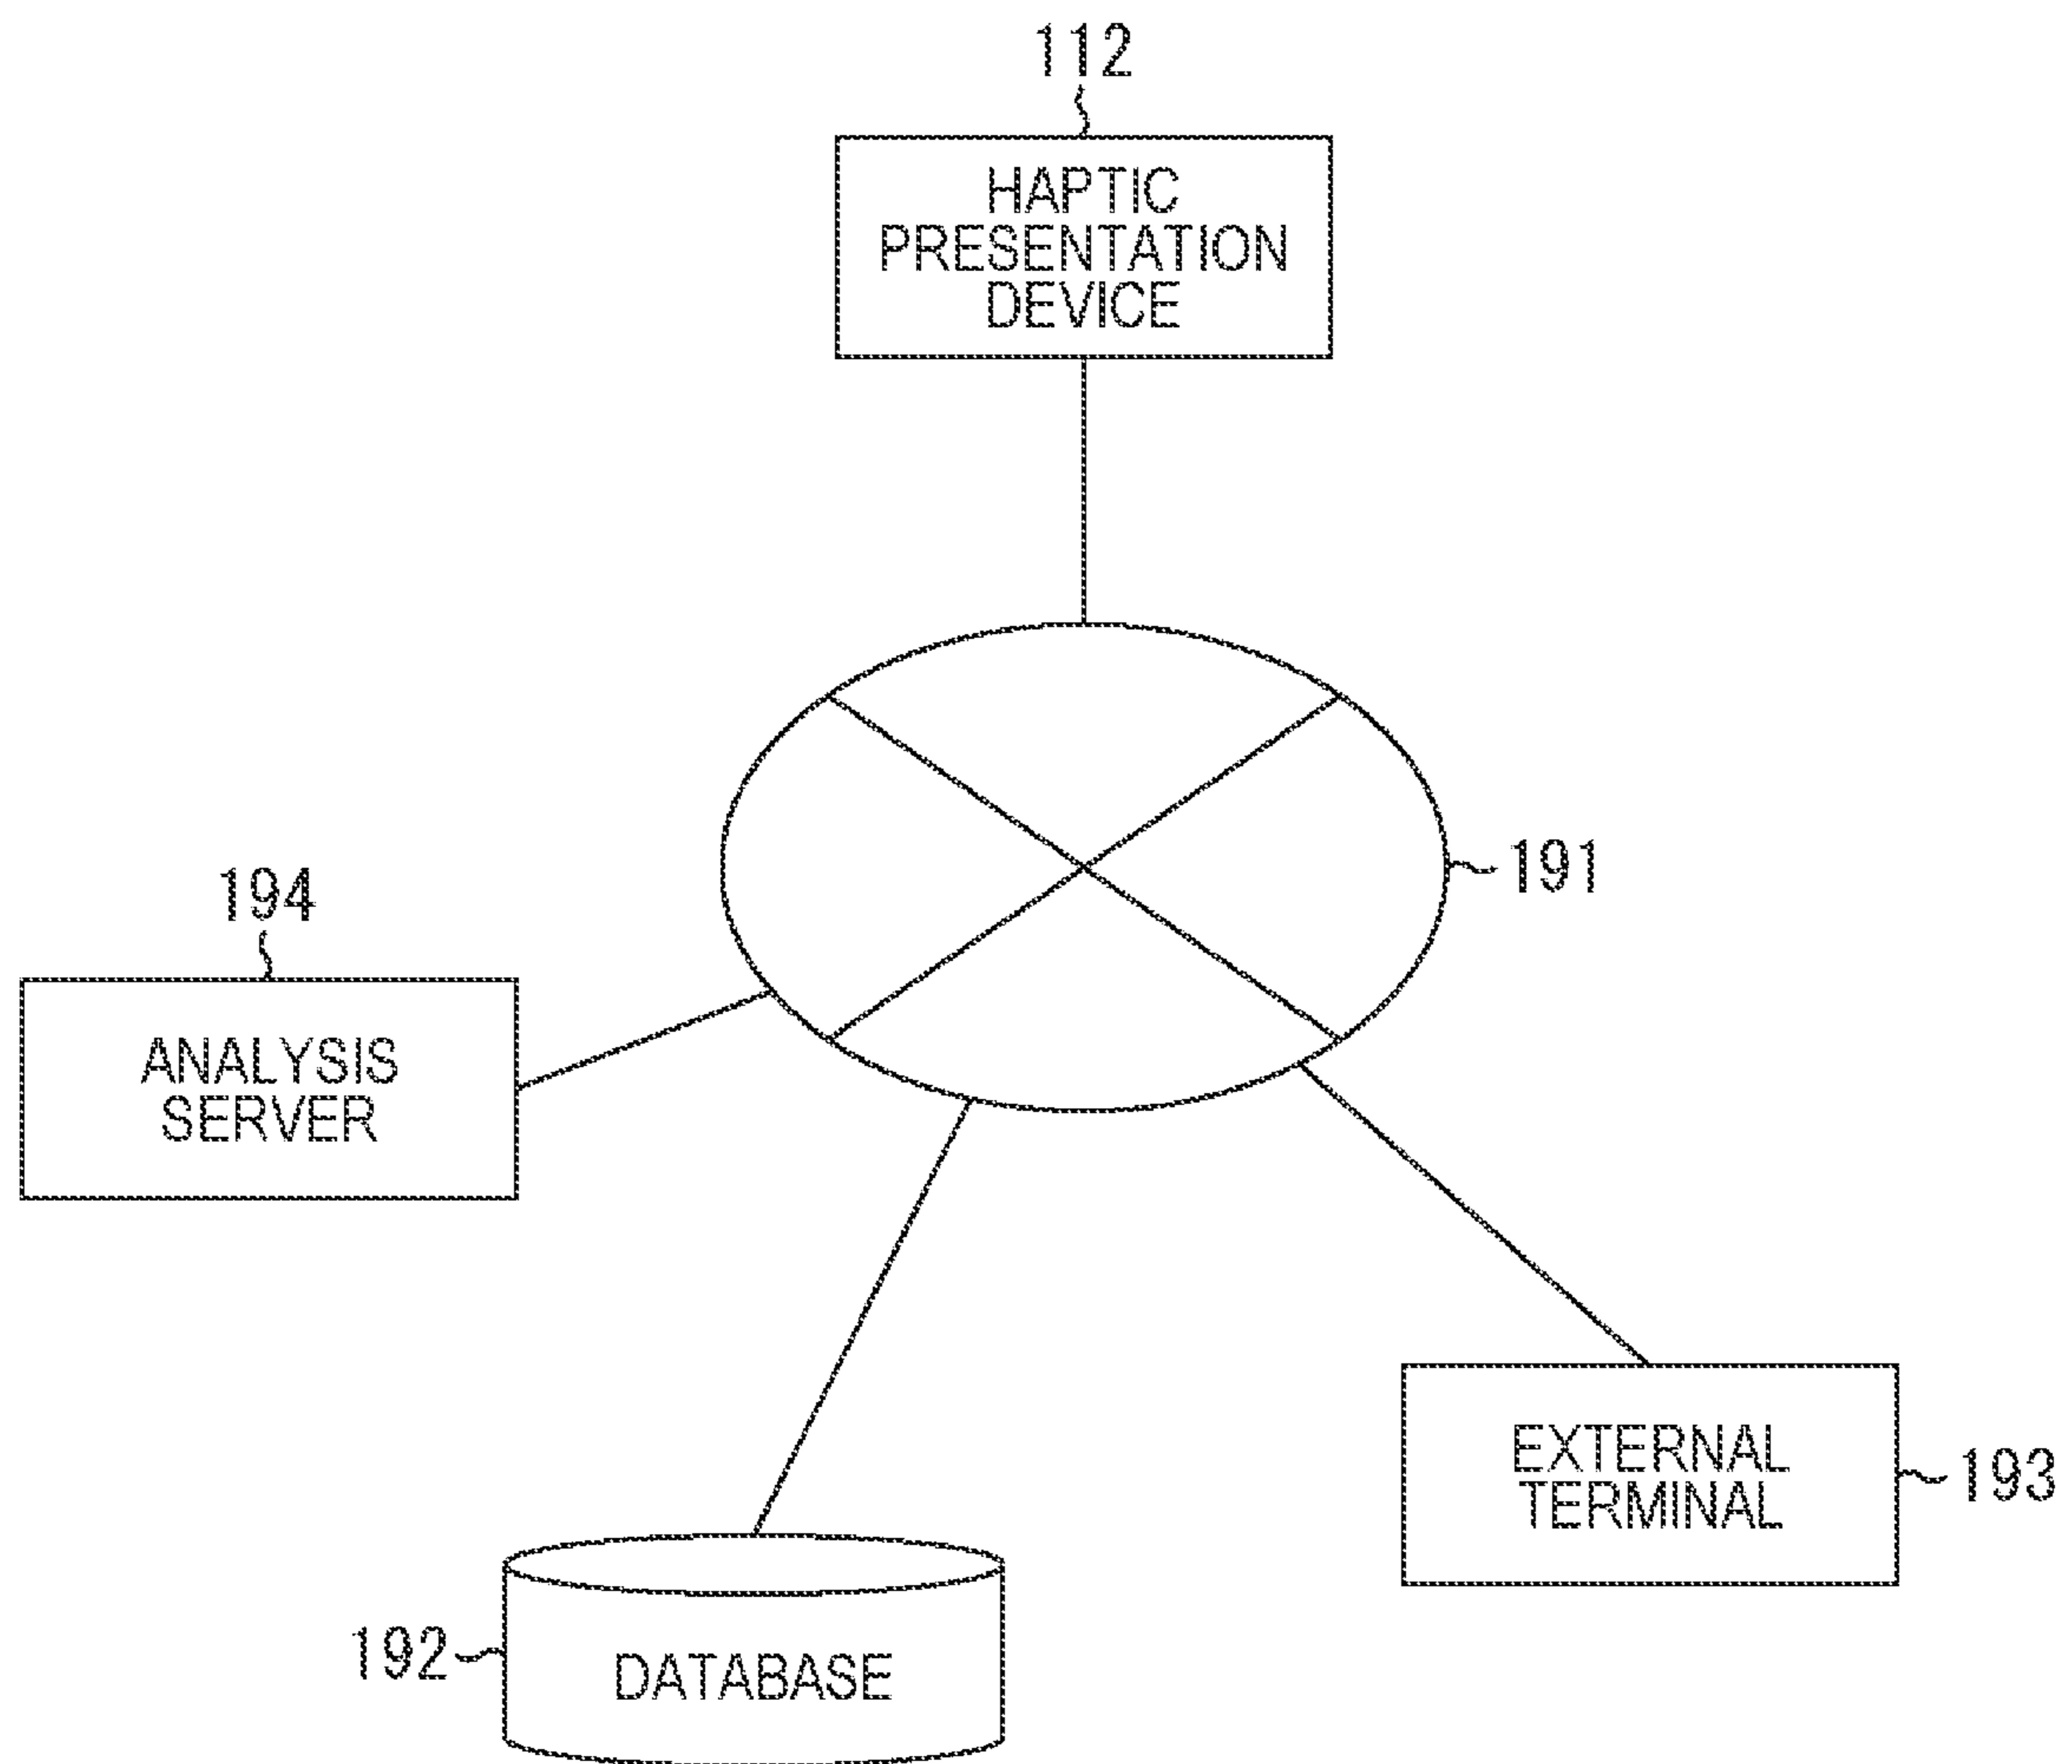 112
HAPTIC
PRESENTATION
DEVICE
191
194
ANALYSIS
SERVER
EXTERNAL
TERMINAL
193
192
DATABASE